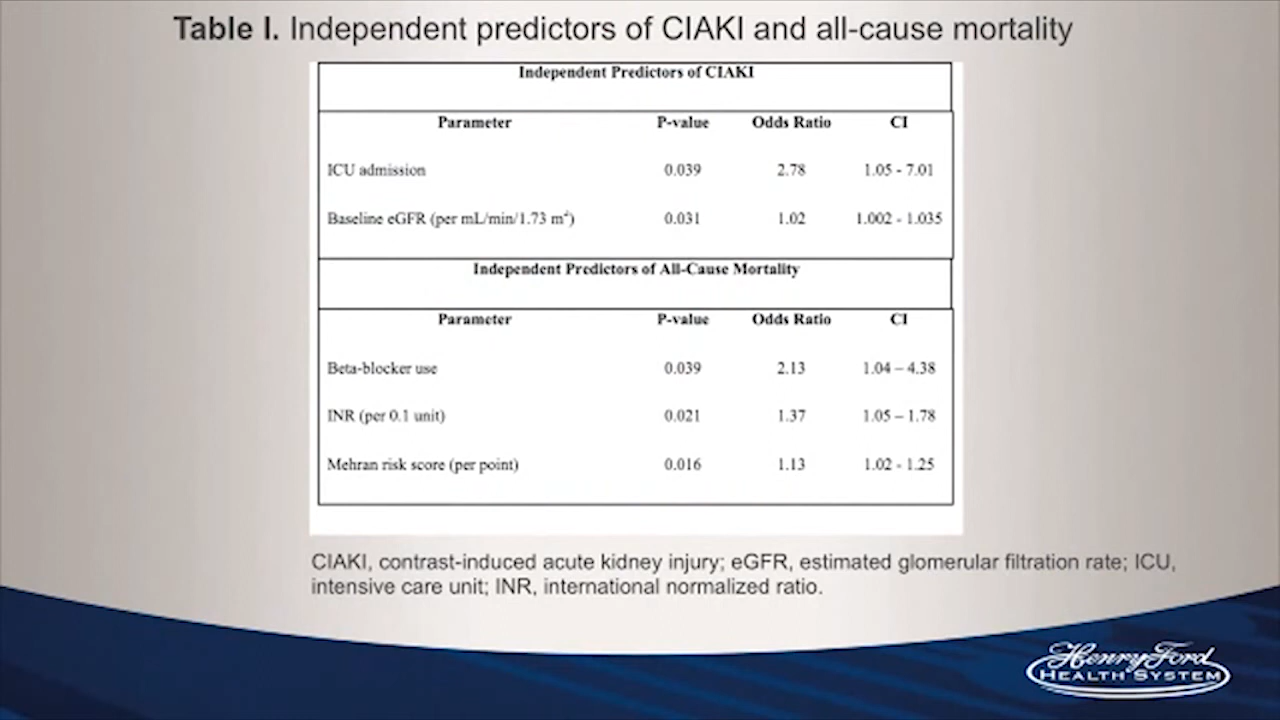 Table I. Independent predictors of CIAKI and all-cause mortality
Independent Predictors of CIAKI
Parameter P-value Odds Ratio CI
ICU admission 0.039 2.78 1.05 - 7.01
Baseline eGFR (per mL/min/1.73 m²) 0.031 1.02 1.002 - 1.035
Independent Predictors of All-Cause Mortality
Parameter P-value Odds Ratio CI
Beta-blocker use 0.039 2.13 1.04 – 4.38
INR (per 0.1 unit) 0.021 1.37 1.05 – 1.78
Mehran risk score (per point) 0.016 1.13 1.02 - 1.25
CIAKI, contrast-induced acute kidney injury; eGFR, estimated glomerular filtration rate; ICU,
intensive care unit; INR, international normalized ratio.
Henry Ford
HEALTH SYSTEM